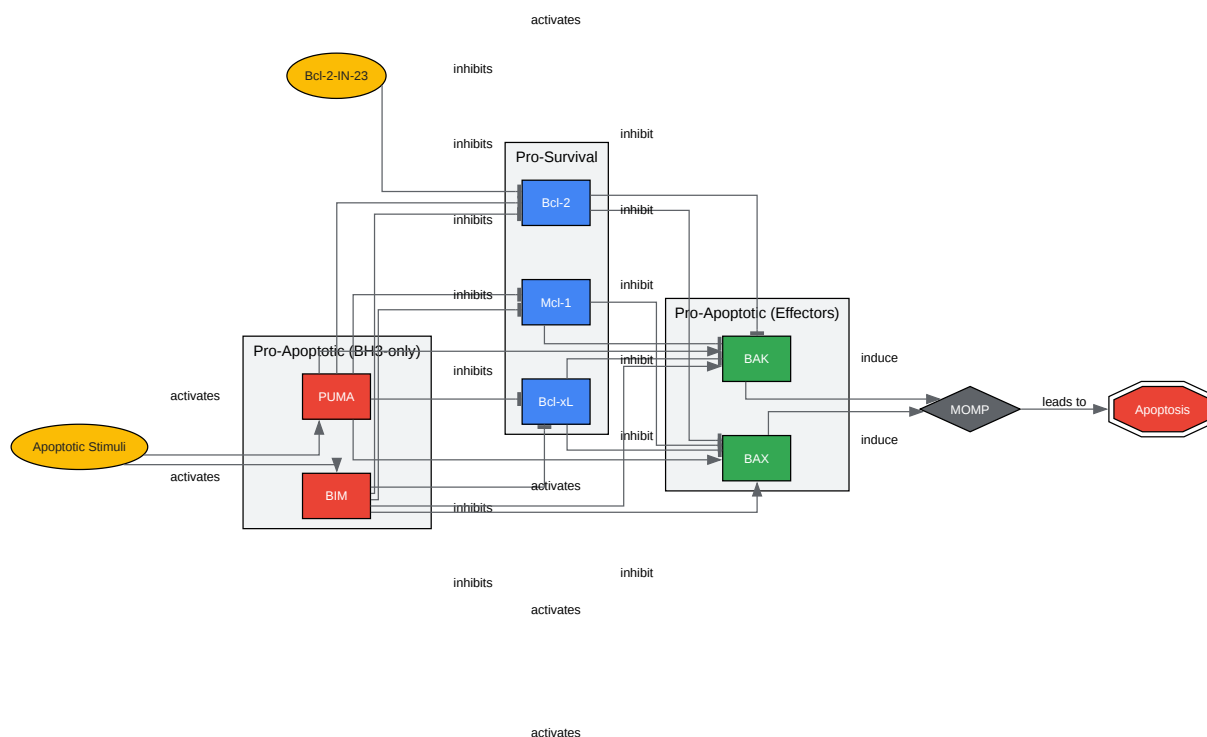 activates
inhibits
Bcl-2-IN-23
inhibit
inhibits
Pro-Survival
Bcl-2
inhibit
inhibits
inhibit
inhibits
Mcl-1
Pro-Apoptotic (Effectors)
Pro-Apoptotic (BH3-only)
BAK
induce
inhibit
inhibits
activates
PUMA
Bcl-xL
MOMP
leads to
Apoptosis
Apoptotic Stimuli
inhibit
induce
BAX
activates
activates
BIM
inhibits
inhibit
inhibits
activates
activates